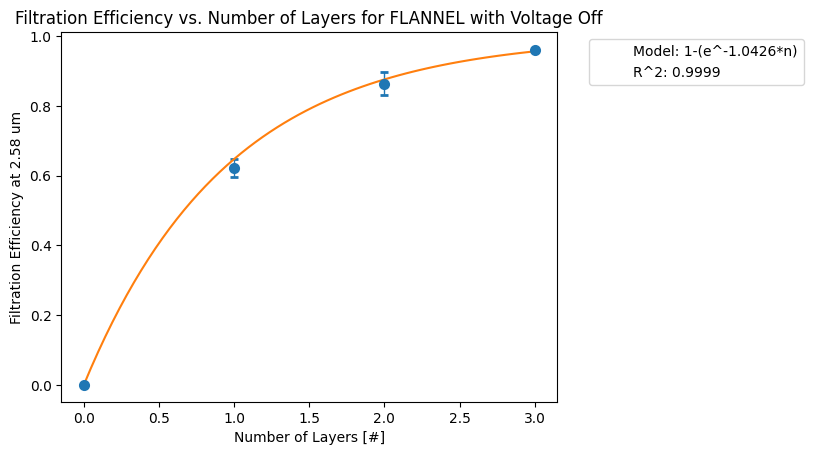 Filtration Efficiency vs. Number of Layers for FLANNEL with Voltage Off
Model: 1-(e^-1.0426*n)
R^2: 0.9999
Filtration Efficiency at 2.58 um
1.0
0.8
0.6
0.4
0.2
0.0
0.0 0.5 1.0 1.5 2.0 2.5 3.0
Number of Layers [#]